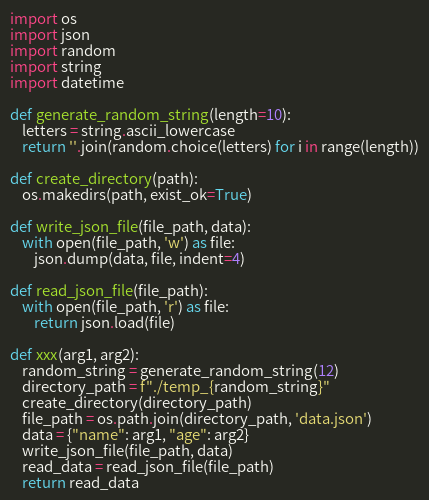 import os
import json
import random
import string
import datetime

def generate_random_string(length=10):
    letters = string.ascii_lowercase
    return ''.join(random.choice(letters) for i in range(length))

def create_directory(path):
    os.makedirs(path, exist_ok=True)

def write_json_file(file_path, data):
    with open(file_path, 'w') as file:
        json.dump(data, file, indent=4)

def read_json_file(file_path):
    with open(file_path, 'r') as file:
        return json.load(file)

def xxx(arg1, arg2):
    random_string = generate_random_string(12)
    directory_path = f"./temp_{random_string}"
    create_directory(directory_path)
    file_path = os.path.join(directory_path, 'data.json')
    data = {"name": arg1, "age": arg2}
    write_json_file(file_path, data)
    read_data = read_json_file(file_path)
    return read_data